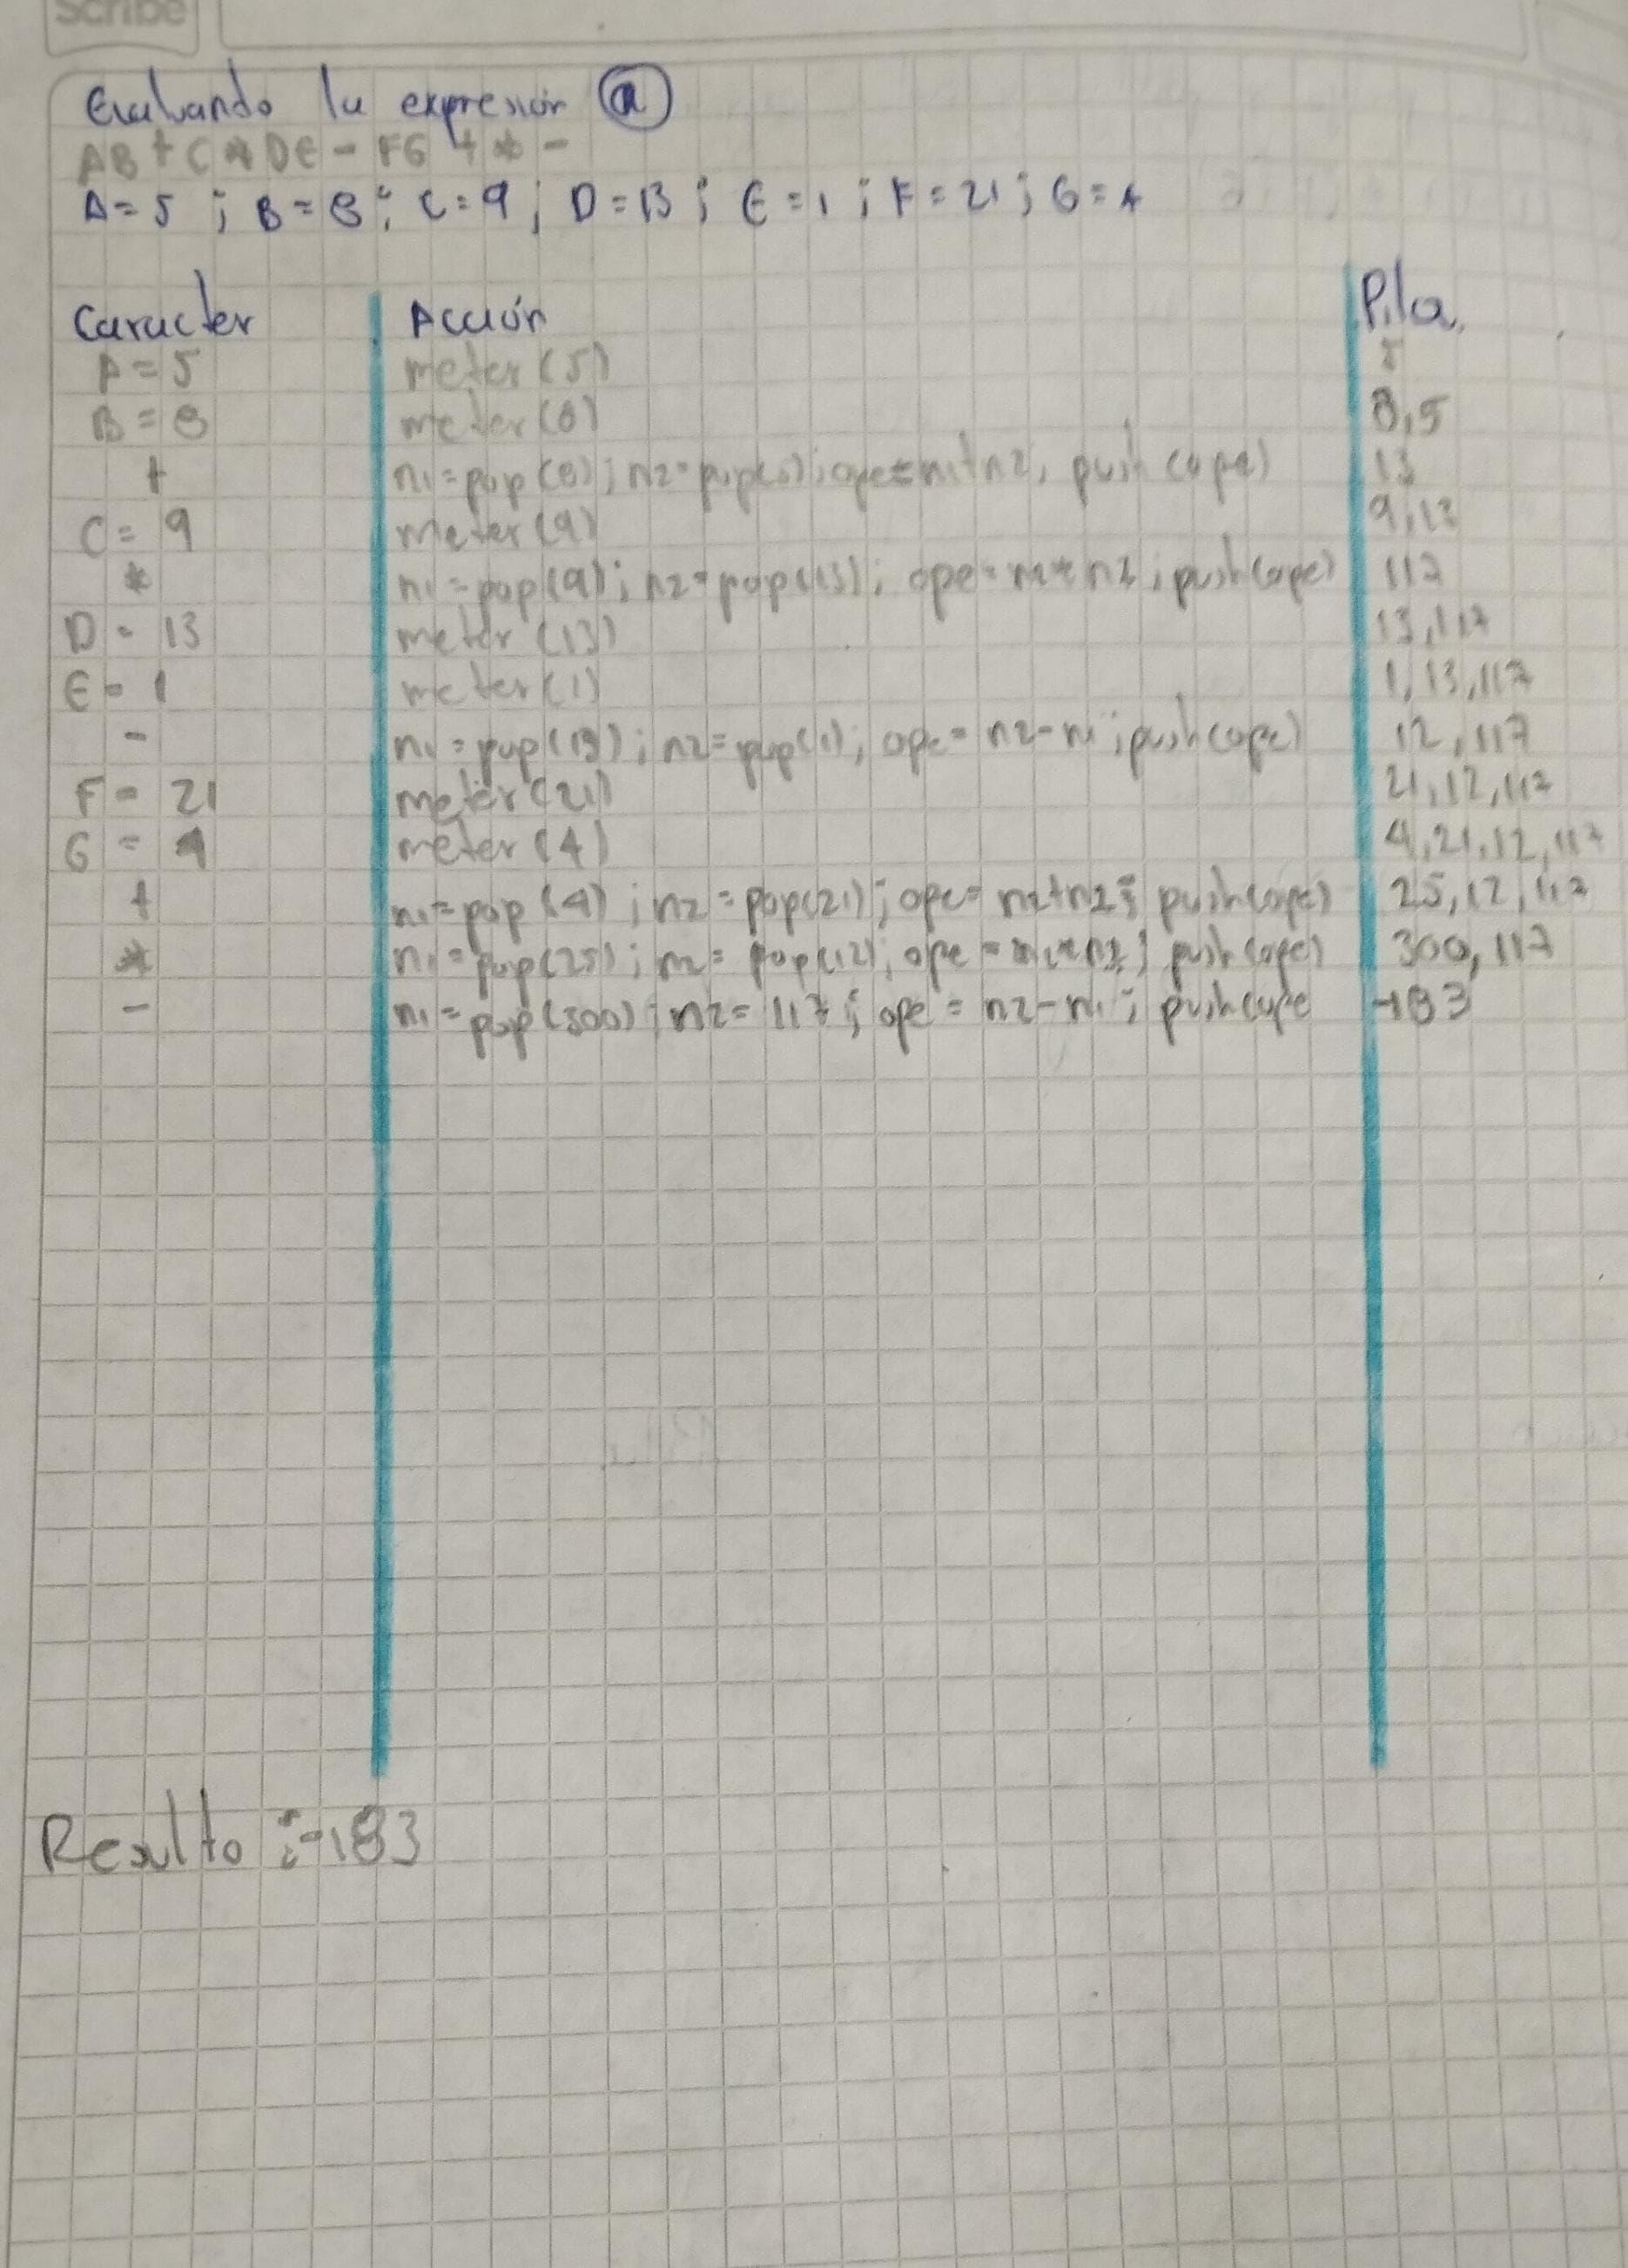 Scribe
Evaluando la expresión (a)
AB+C*DE-FG+*-
A=5 ; B=8 ; C=9 ; D=13 ; E=1 ; F=21 ; G=4
Caracter Acción Pila
A=5 meter(5) 5
B=8 meter(8) 8,5
+ n1=pop(8); n2=pop(5); ope=n1+n2, push(ope) 13
C=9 meter(9) 9,13
* n1=pop(9); n2=pop(13); ope=n1*n2; push(ope) 117
D=13 meter(13) 13,117
E=1 meter(1) 1,13,117
- n1=pop(13); n2=pop(1); ope=n2-n1; push(ope) 12,117
F=21 meter(21) 21,12,117
G=4 meter(4) 4,21,12,117
+ n1=pop(4); n2=pop(21); ope=n2+n2; push(ope) 25,12,117
* n1=pop(25); n2=pop(12); ope= push(ope) 300,117
- n1=pop(300); n2=117; ope=n2-n1; push(ope -183
Resulto : -183